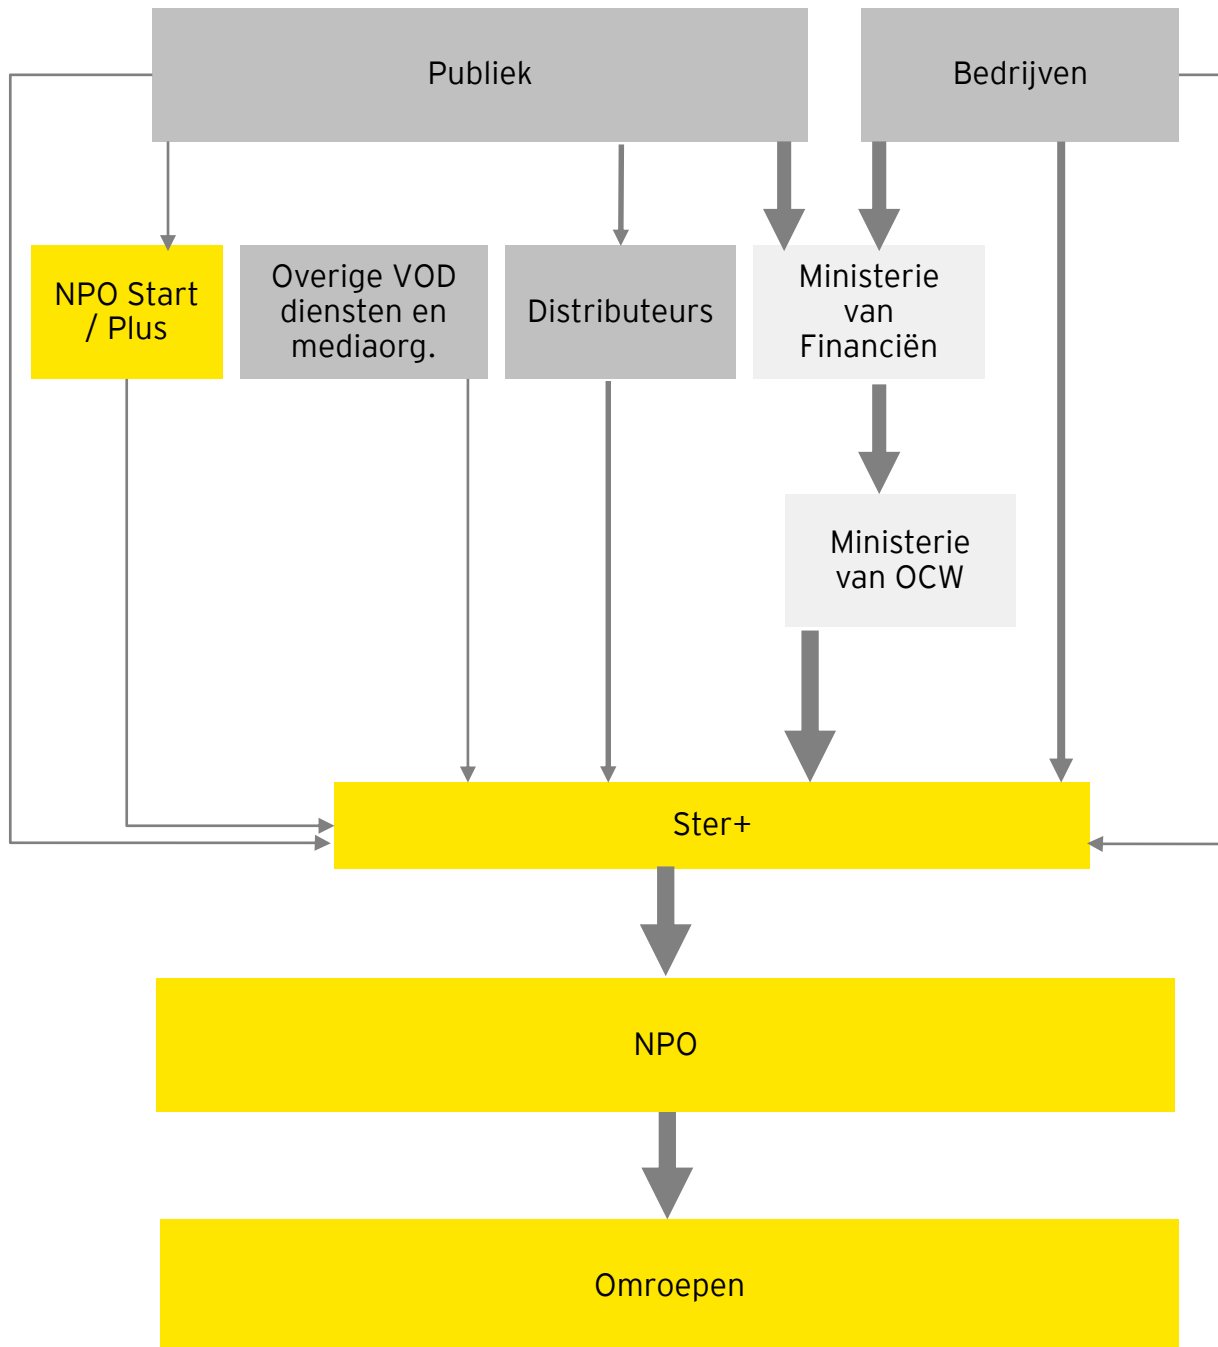 Publiek
Bedrijven
NPO Start
/ Plus
Overige VOD
diensten en
mediaorg.
Distributeurs
Ministerie
van
Financiën
Ministerie
van OCW
Ster+
NPO
Omroepen